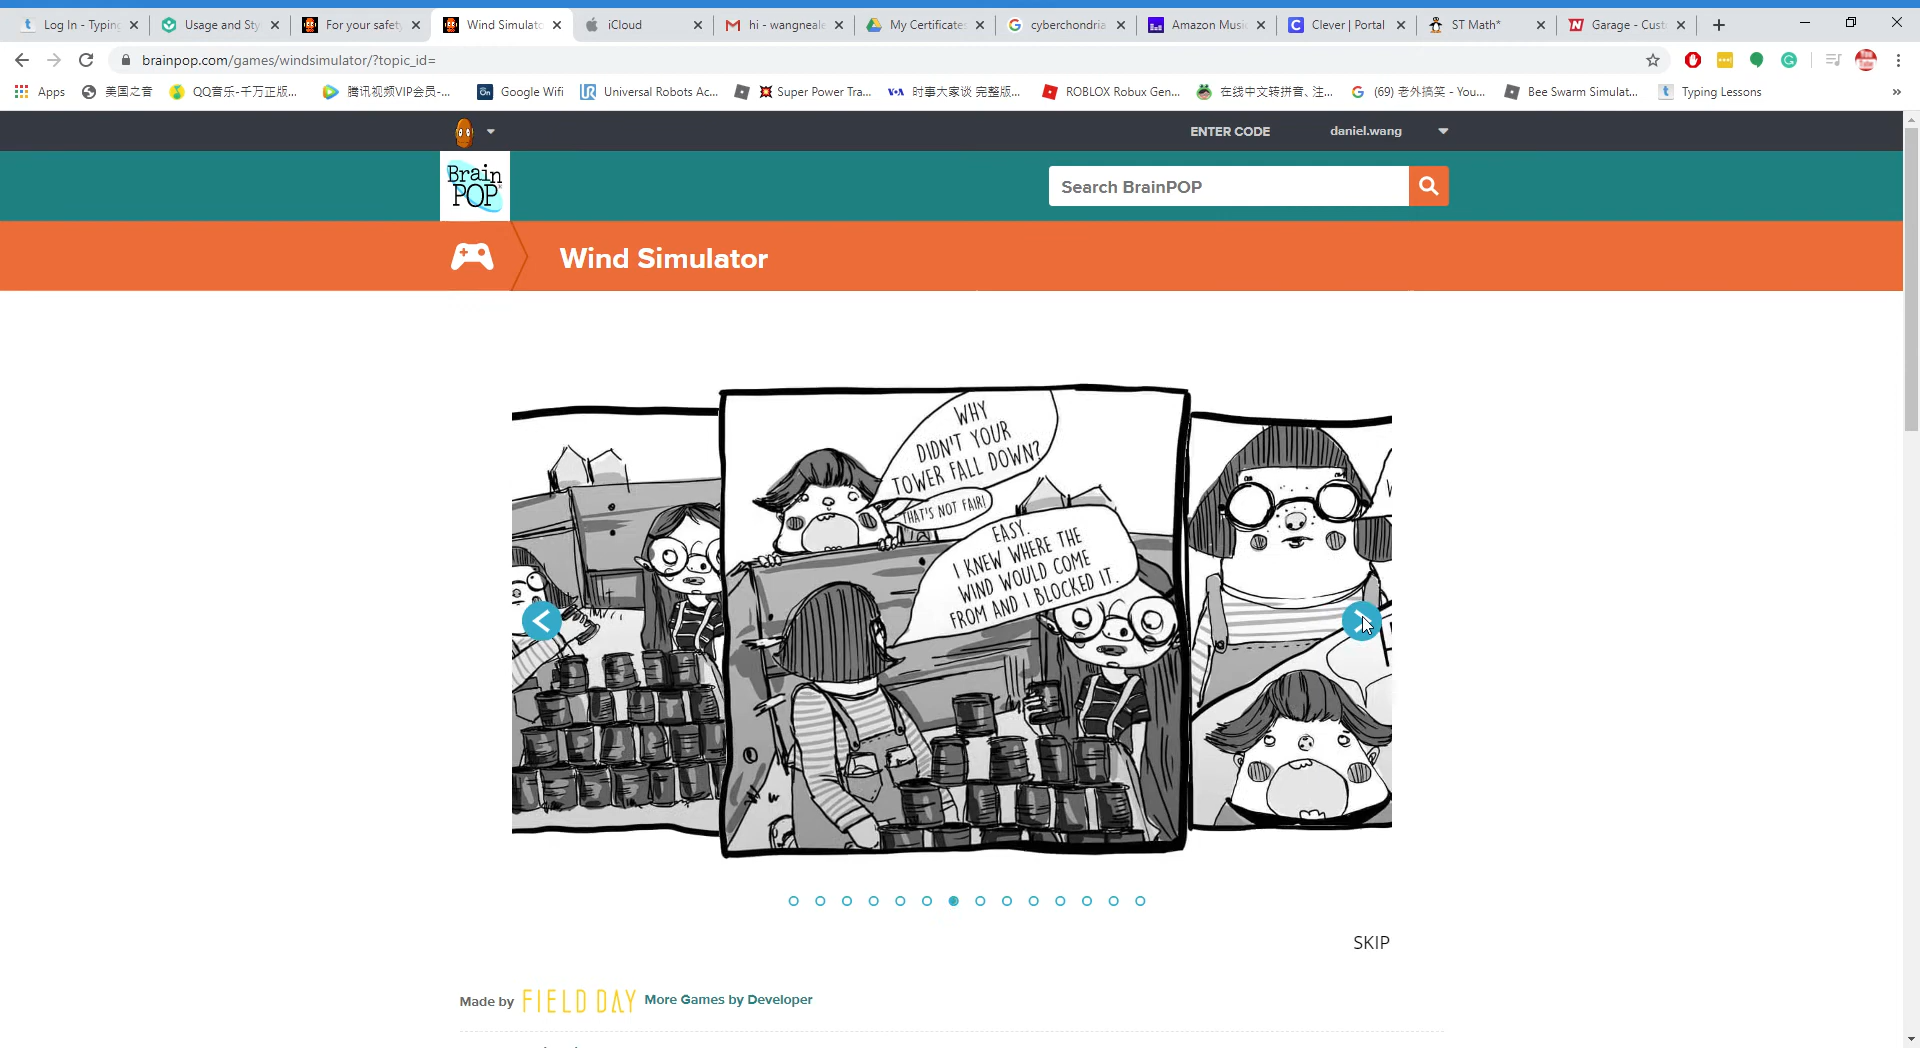 Log In - Typing
Usage and Sty
For your safety
Wind Simulato
iCloud
hi - wangneale
My Certificates
cyberchondria
Amazon Music
Clever | Portal
ST Math*
Garage - Cust
brainpop.com/games/windsimulator/?topic_id=
Apps
美国之音
QQ音乐-千万正版...
腾讯视频VIP会员-...
Google Wifi
Universal Robots Ac...
Super Power Tra...
VOA
时事大家谈 完整版...
ROBLOX Robux Gen...
在线中文转拼音、注...
(69) 老外搞笑 - You...
Bee Swarm Simulat...
Typing Lessons
»
ENTER CODE
daniel.wang
Brain
POP
Search BrainPOP
Wind Simulator
WHY
DIDN'T YOUR
TOWER FALL DOWN?
THAT'S NOT FAIR!
EASY.
I KNEW WHERE THE
WIND WOULD COME
FROM AND I BLOCKED IT.
SKIP
Made by FIELD DAY More Games by Developer